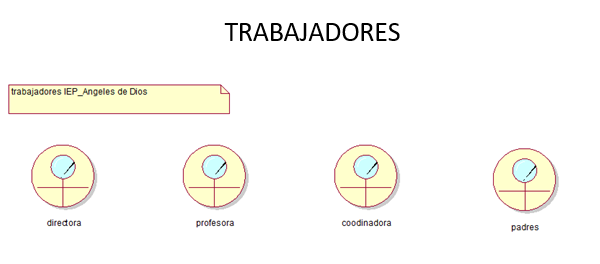 TRABAJADORES
trabajadores IEP_Angeles de Dios
directora
profesora
coodinadora
padres